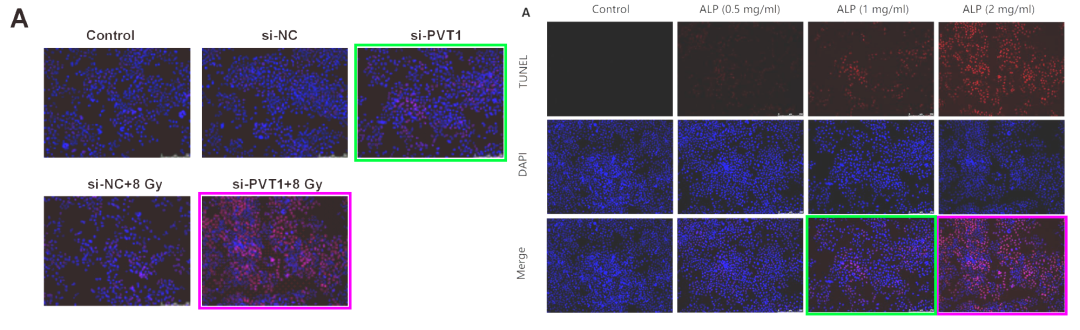 A
Control
si-NC
si-PVT1
si-NC+8 Gy
si-PVT1+8 Gy
A
Control
ALP (0.5 mg/ml)
ALP (1 mg/ml)
ALP (2 mg/ml)
TUNEL
DAPI
Merge